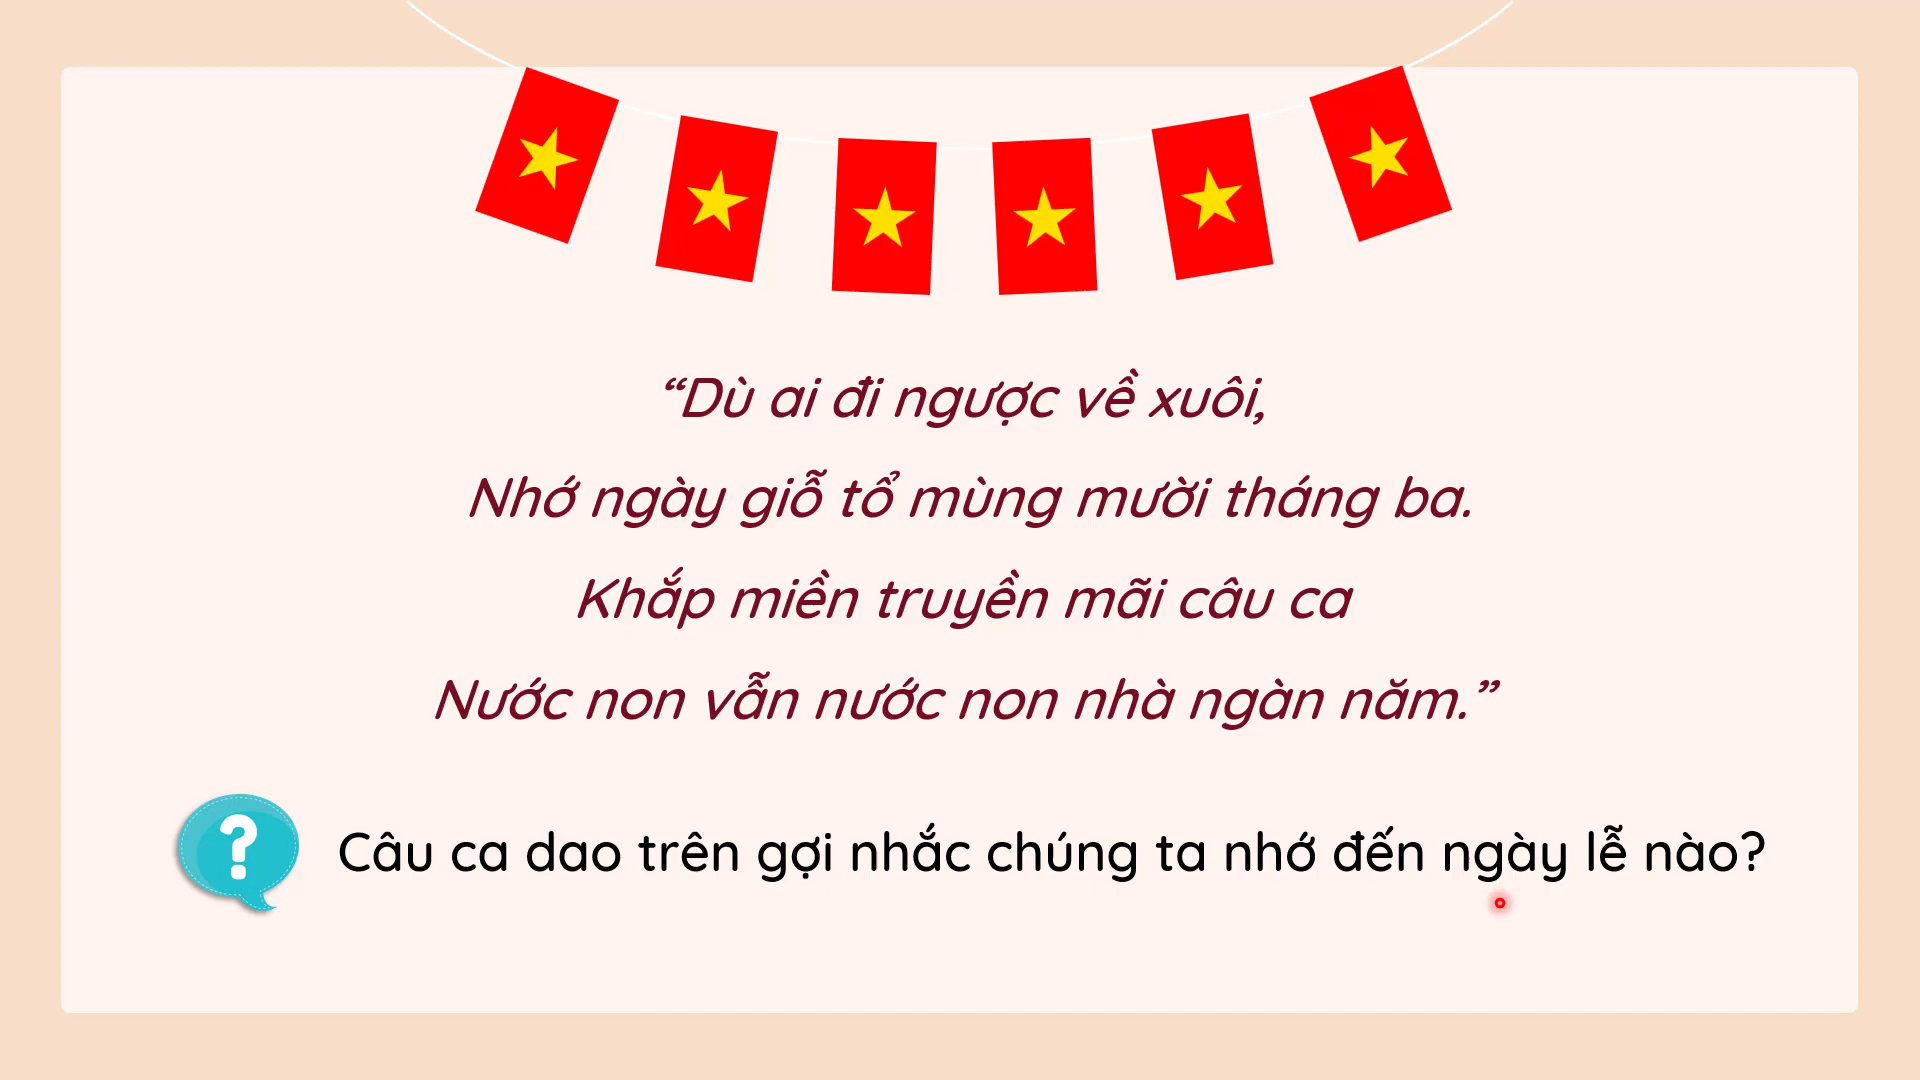 “Dù ai đi ngược về xuôi,
Nhớ ngày giỗ tổ mùng mười tháng ba.
Khắp miền truyền mãi câu ca
Nước non vẫn nước non nhà ngàn năm.”
?
Câu ca dao trên gợi nhắc chúng ta nhớ đến ngày lễ nào?